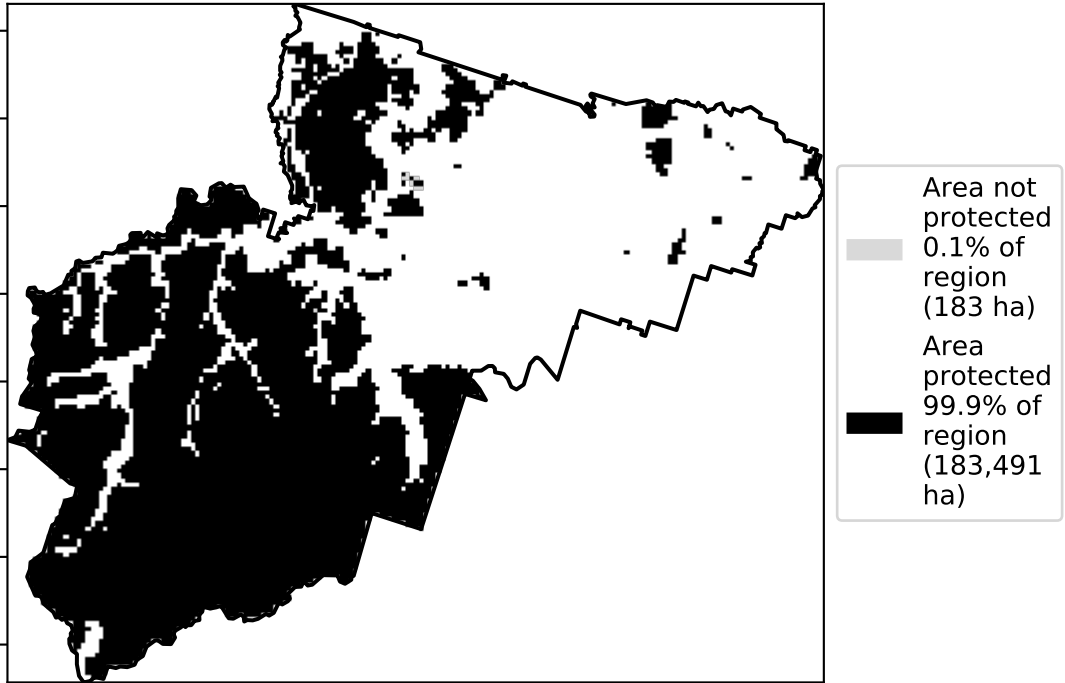 Area not
protected
0.1% of
region
(183 ha)
Area
protected
99.9% of
region
(183,491
ha)